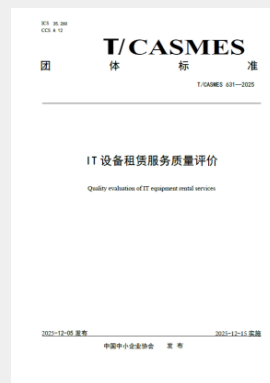 ICS 35.260
CCS A 12
T/CASMES
团 体 标 准
T/CASMES 631—2025
IT 设备租赁服务质量评价
Quality evaluation of IT equipment rental services
2025-12-05 发布
2025-12-15 实施
中国中小企业协会 发 布